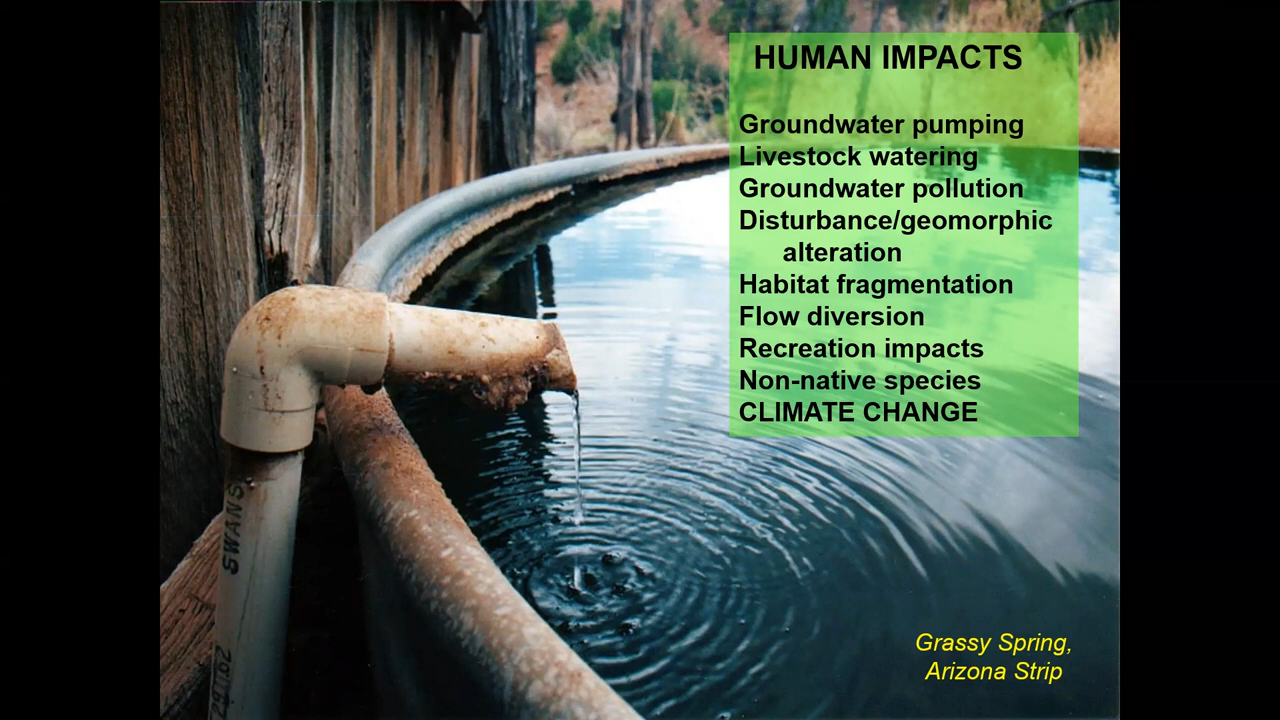 HUMAN IMPACTS
Groundwater pumping
Livestock watering
Groundwater pollution
Disturbance/geomorphic
alteration
Habitat fragmentation
Flow diversion
Recreation impacts
Non-native species
CLIMATE CHANGE
SWANS
Grassy Spring,
Arizona Strip